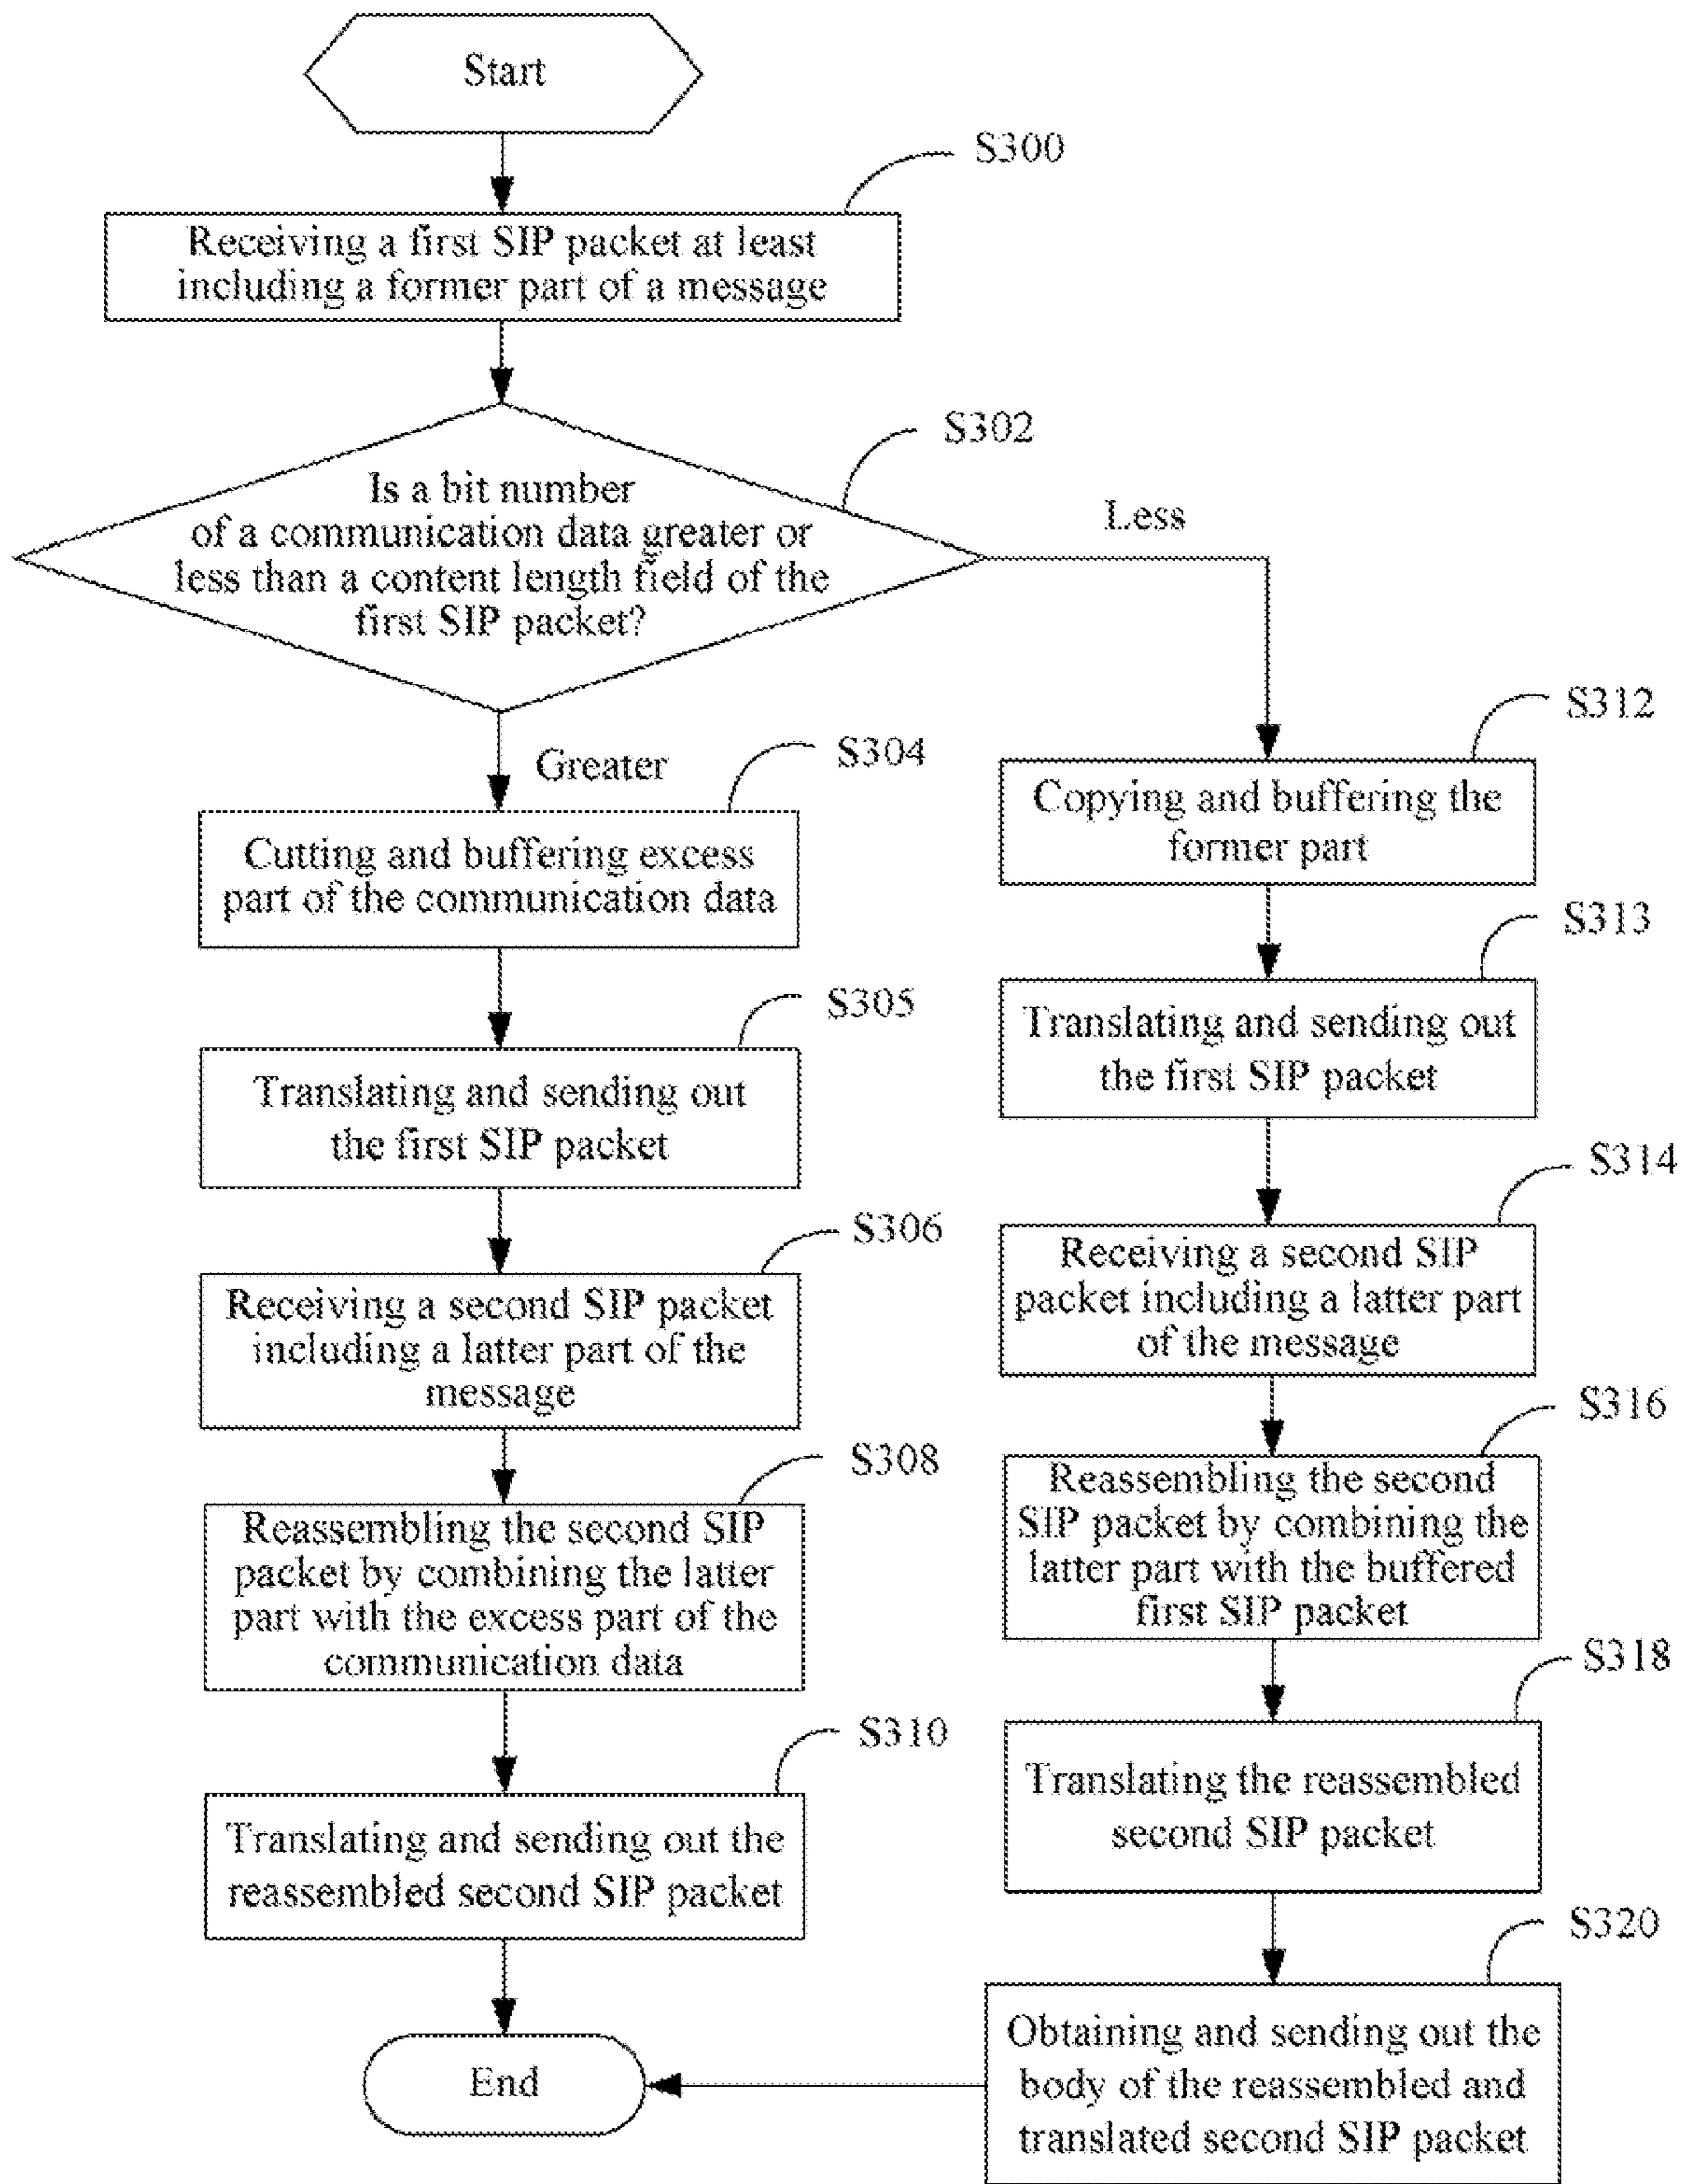 Start
S300
Receiving a first SIP packet at least
including a former part of a message
S302
Is a bit number
of a communication data greater or
less than a content length field of the
first SIP packet?
Less
Greater
S304
Cutting and buffering excess
part of the communication data
S305
Translating and sending out
the first SIP packet
S306
Receiving a second SIP packet
including a latter part of the
message
S308
Reassembling the second SIP
packet by combining the latter
part with the excess part of the
communication data
S310
Translating and sending out the
reassembled second SIP packet
End
S312
Copying and buffering the
former part
S313
Translating and sending out
the first SIP packet
S314
Receiving a second SIP
packet including a latter part
of the message
S316
Reassembling the second
SIP packet by combining the
latter part with the buffered
first SIP packet
S318
Translating the reassembled
second SIP packet
S320
Obtaining and sending out the
body of the reassembled and
translated second SIP packet